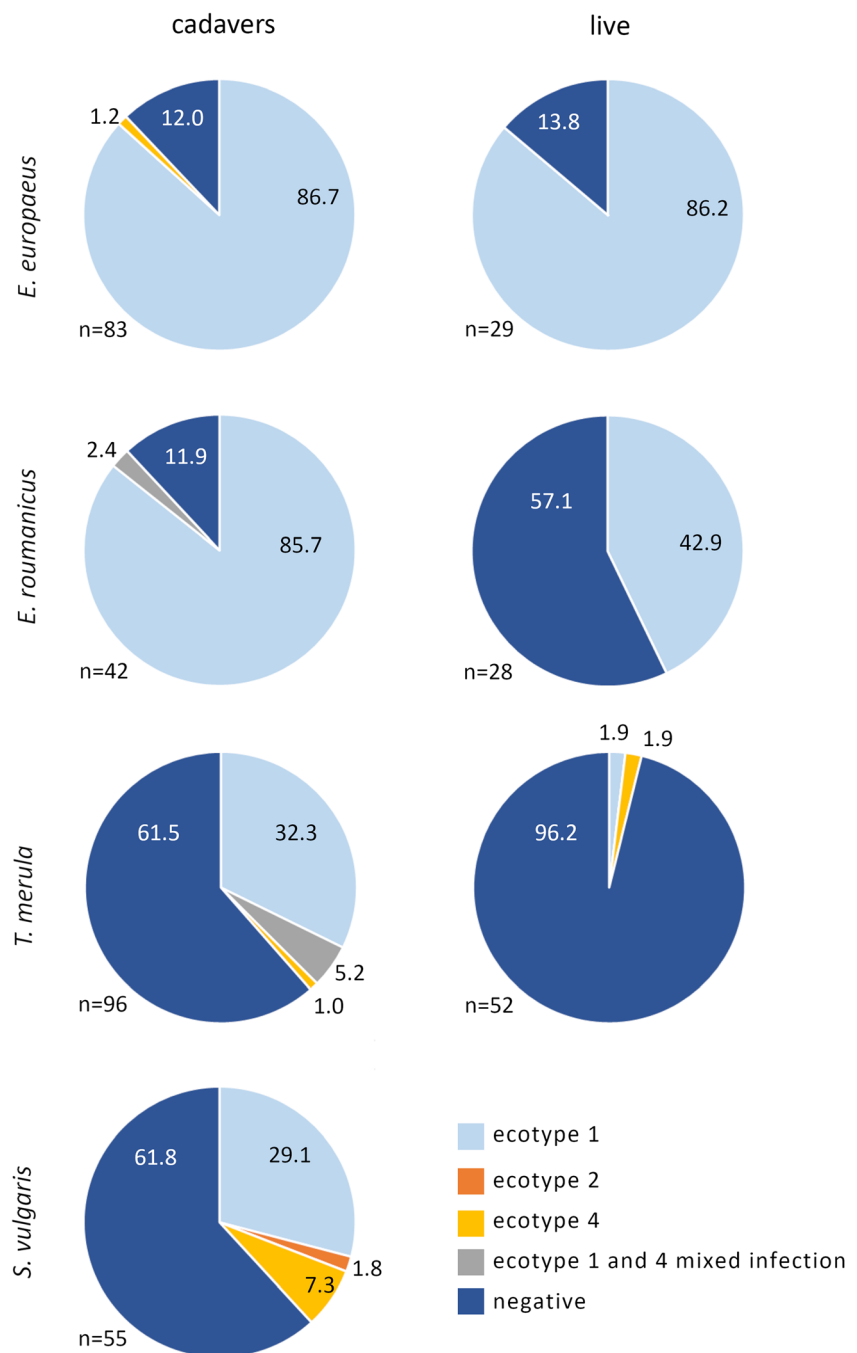 cadavers
live
E. europaeus
1.2
12.0
86.7
n=83
13.8
86.2
n=29
E. roumanicus
2.4
11.9
85.7
n=42
57.1
42.9
n=28
T. merula
61.5
32.3
5.2
1.0
n=96
1.9
1.9
96.2
n=52
S. vulgaris
61.8
29.1
1.8
7.3
n=55
ecotype 1
ecotype 2
ecotype 4
ecotype 1 and 4 mixed infection
negative